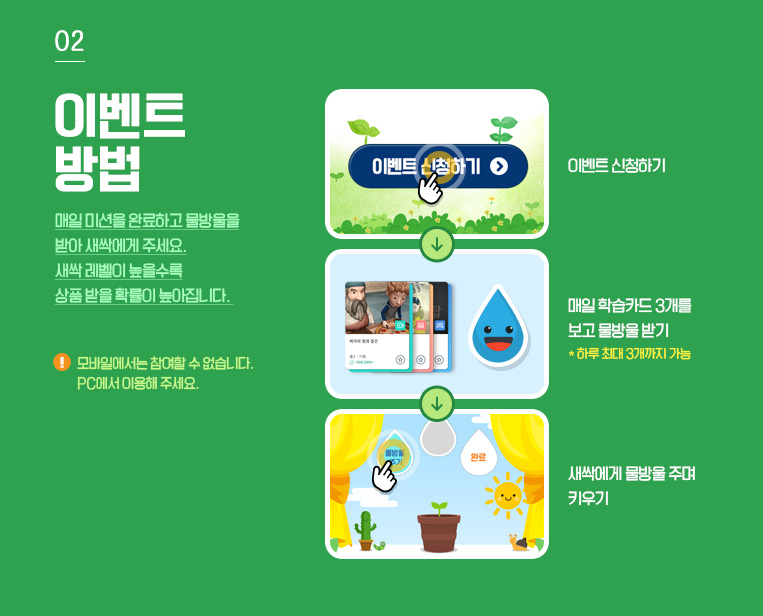 02
이벤트
방법
매일 미션을 완료하고 물방울을
받아 새싹에게 주세요.
새싹 레벨이 높을수록
상품 받을 확률이 높아집니다.
! 모바일에서는 참여할 수 없습니다.
PC에서 이용해 주세요.
이벤트 신청하기
이벤트 신청하기
매일 학습카드 3개를
보고 물방울 받기
* 하루 최대 3개까지 가능
물방울
주기
완료
새싹에게 물방울 주며
키우기